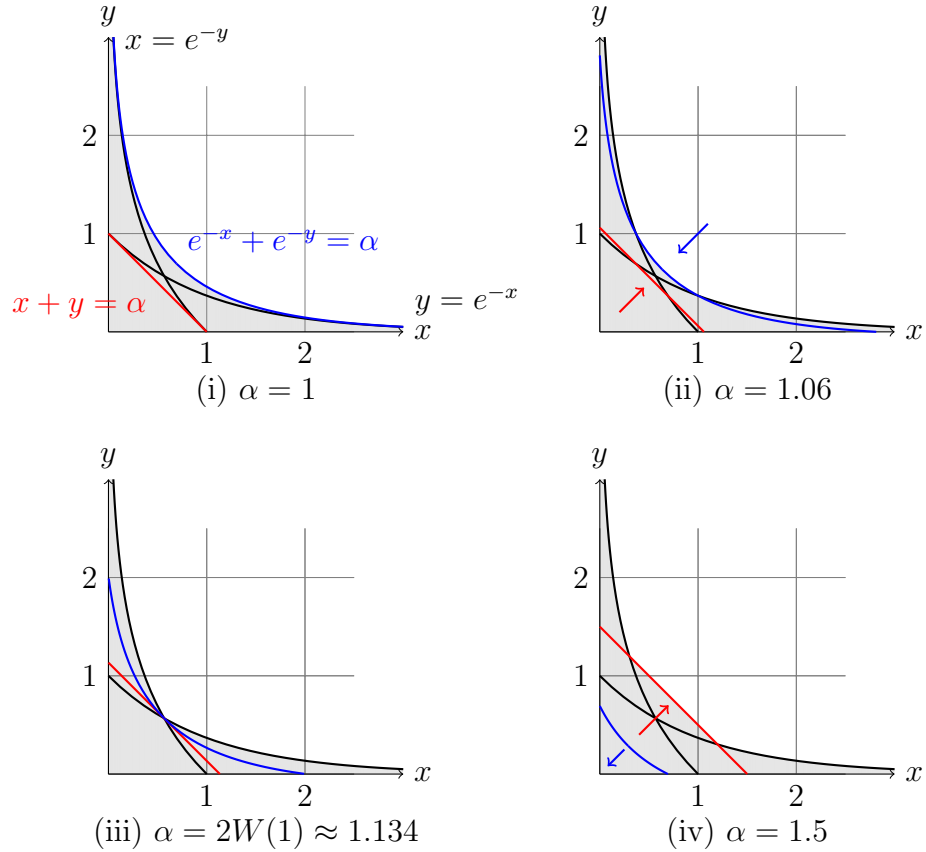 y
y
x = e^{-y}
2
2
1
e^{-x} + e^{-y} = α
1
x + y = α
y = e^{-x}
x
x
1
2
1
2
(i) α = 1
(ii) α = 1.06
y
y
2
2
1
1
x
x
1
2
1
2
(iii) α = 2W(1) ≈ 1.134
(iv) α = 1.5